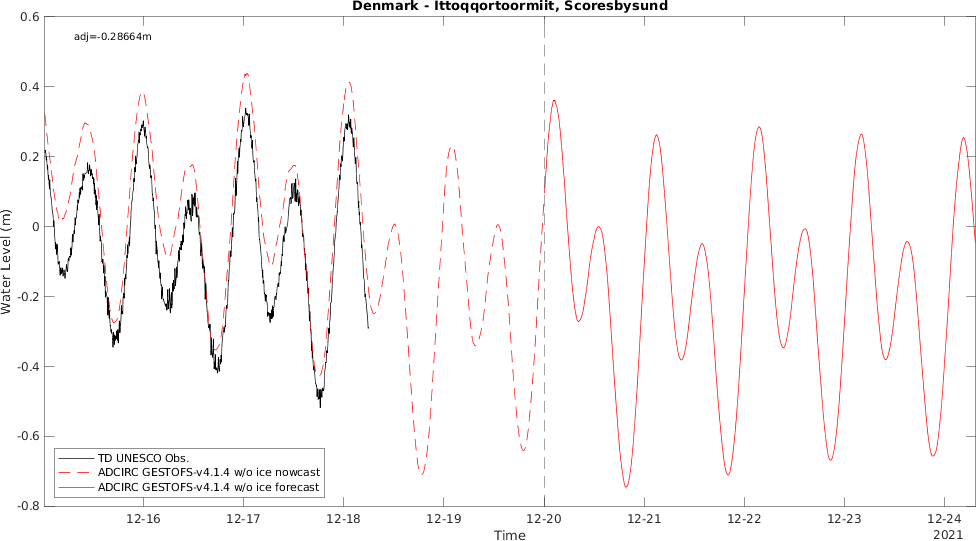 Denmark - Ittoqqortoormiit, Scoresbysund
adj=-0.28664m
0.6
0.4
0.2
0
-0.2
-0.4
-0.6
-0.8
Water Level (m)
TD UNESCO Obs.
ADCIRC GESTOFS-v4.1.4 w/o ice nowcast
ADCIRC GESTOFS-v4.1.4 w/o ice forecast
12-16 12-17 12-18 12-19 12-20 12-21 12-22 12-23 12-24
2021
Time